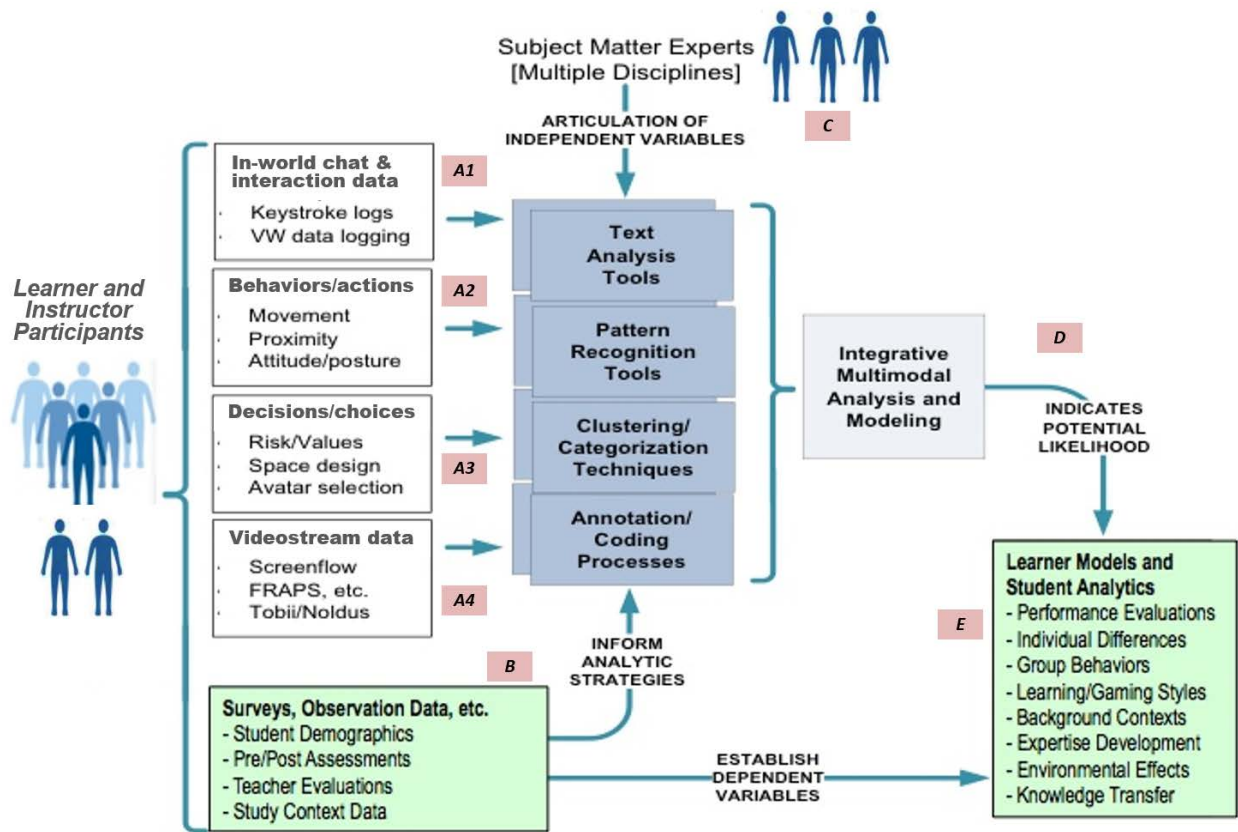 Subject Matter Experts
[Multiple Disciplines]
C
ARTICULATION OF
INDEPENDENT VARIABLES
Learner and
Instructor
Participants
In-world chat &
interaction data
· Keystroke logs
· VW data logging
A1
Behaviors/actions
· Movement
· Proximity
· Attitude/posture
A2
Decisions/choices
· Risk/Values
· Space design
· Avatar selection
A3
Videostream data
· Screenflow
· FRAPS, etc.
· Tobii/Noldus
A4
Text
Analysis
Tools
Pattern
Recognition
Tools
Clustering/
Categorization
Techniques
Annotation/
Coding
Processes
Integrative
Multimodal
Analysis and
Modeling
D
INDICATES
POTENTIAL
LIKELIHOOD
B
INFORM
ANALYTIC
STRATEGIES
Surveys, Observation Data, etc.
- Student Demographics
- Pre/Post Assessments
- Teacher Evaluations
- Study Context Data
ESTABLISH
DEPENDENT
VARIABLES
E
Learner Models and
Student Analytics
- Performance Evaluations
- Individual Differences
- Group Behaviors
- Learning/Gaming Styles
- Background Contexts
- Expertise Development
- Environmental Effects
- Knowledge Transfer